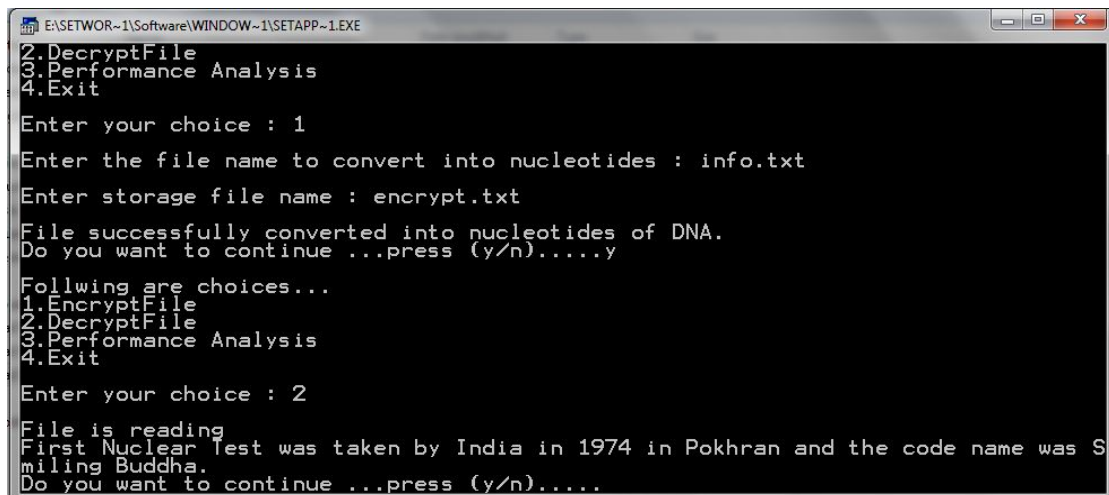 E:\SETWOR~1\Software\WINDOW~1\SETAPP~1.EXE
2.DecryptFile
3.Performance Analysis
4.Exit
Enter your choice : 1
Enter the file name to convert into nucleotides : info.txt
Enter storage file name : encrypt.txt
File successfully converted into nucleotides of DNA.
Do you want to continue ...press (y/n).....y
Follwing are choices...
1.EncryptFile
2.DecryptFile
3.Performance Analysis
4.Exit
Enter your choice : 2
File is reading
First Nuclear Test was taken by India in 1974 in Pokhran and the code name was S
miling Buddha.
Do you want to continue ...press (y/n).....